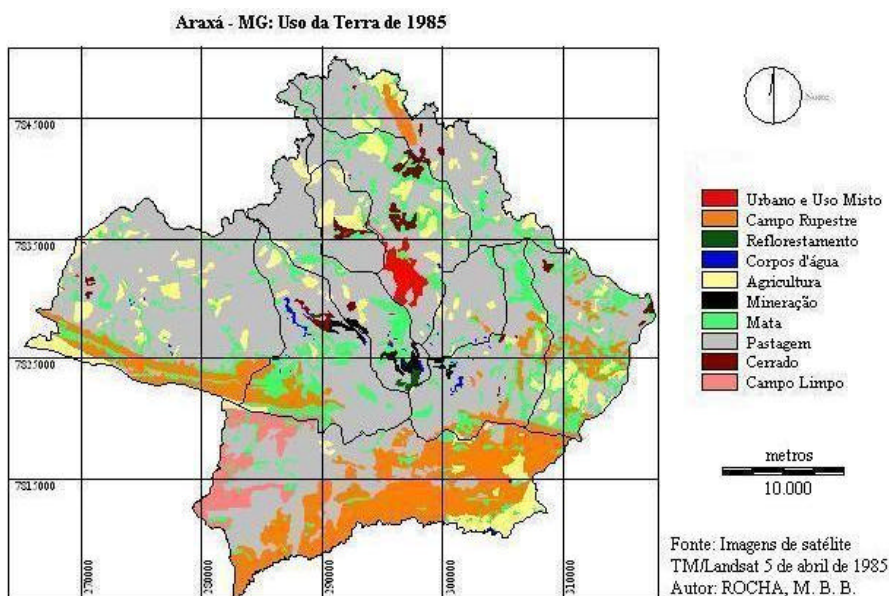 Araxá - MG: Uso da Terra de 1985
7845000
7835000
7825000
7815000
270000
280000
290000
300000
310000
Norte
Urbano e Uso Misto
Campo Rupestre
Reflorestamento
Corpos d'água
Agricultura
Mineração
Mata
Pastagem
Cerrado
Campo Limpo
metros
10.000
Fonte: Imagens de satélite
TM/Landsat 5 de abril de 1985
Autor: ROCHA, M. B. B.